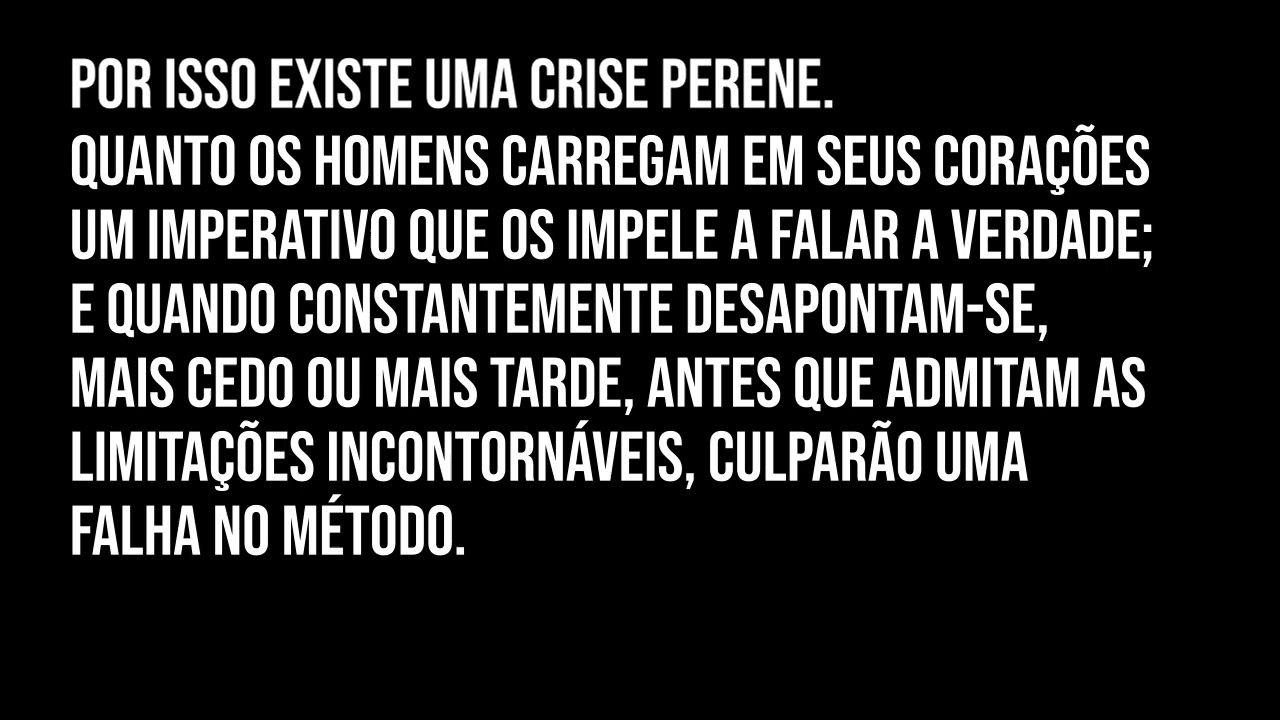 POR ISSO EXISTE UMA CRISE PERENE.
QUANTO OS HOMENS CARREGAM EM SEUS CORAÇÕES
UM IMPERATIVO QUE OS IMPELE A FALAR A VERDADE;
E QUANDO CONSTANTEMENTE DESAPONTAM-SE,
MAIS CEDO OU MAIS TARDE, ANTES QUE ADMITAM AS
LIMITAÇÕES INCONTORNÁVEIS, CULPARÃO UMA
FALHA NO MÉTODO.